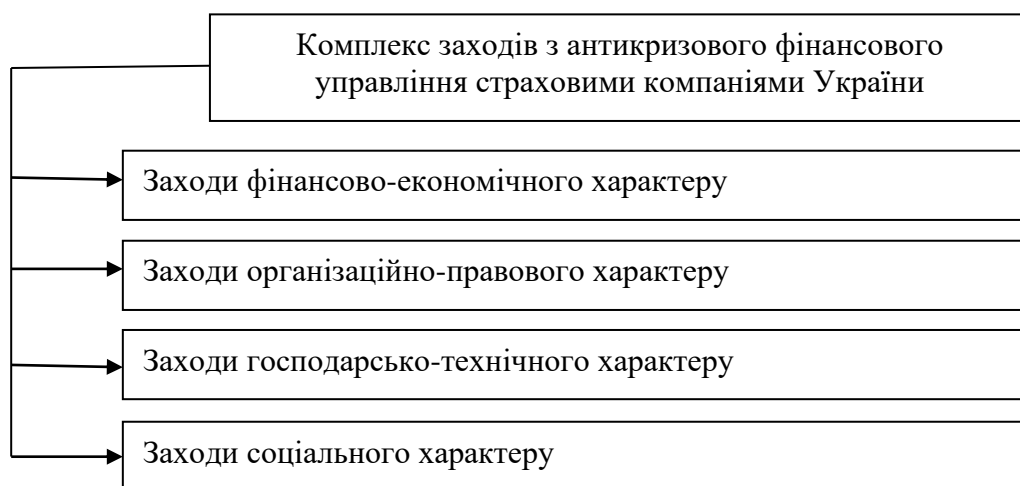 Комплекс заходів з антикризового фінансового
управління страховими компаніями України
Заходи фінансово-економічного характеру
Заходи організаційно-правового характеру
Заходи господарсько-технічного характеру
Заходи соціального характеру